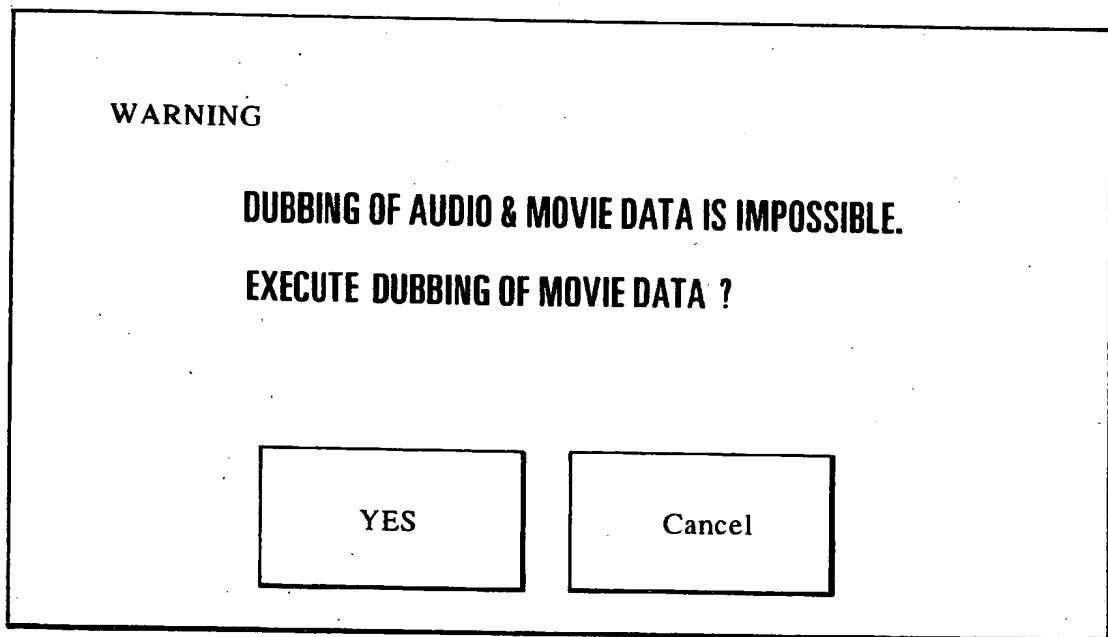 WARNING
DUBBING OF AUDIO & MOVIE DATA IS IMPOSSIBLE.
EXECUTE DUBBING OF MOVIE DATA ?
YES
Cancel